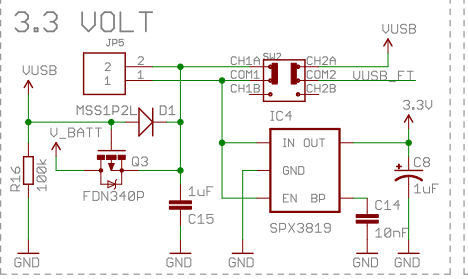 3.3 VOLT
JP5
2 2
1 1
VUSB
MSS1P2L D1
V_BATT
Q3
FDN340P
R16
100k
1uF
C15
SW2
CH1A CH2A
COM1 COM2
CH1B CH2B
VUSB
VUSB_FT
IC4
IN OUT
GND
EN BP
SPX3819
3.3V
C8
1uF
C14
10nF
GND GND GND GND GND